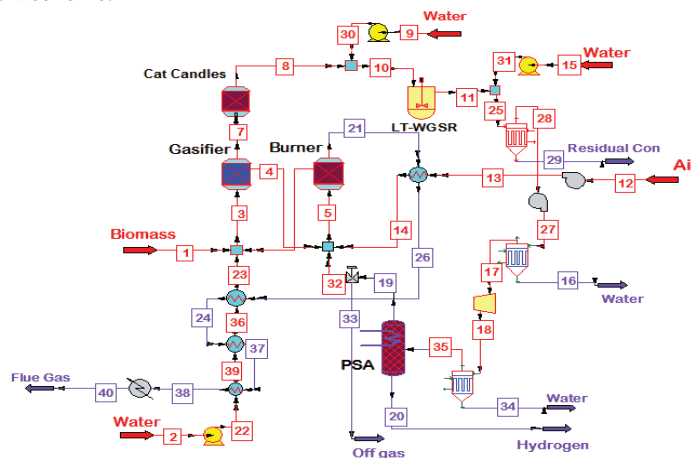 Water
30
9
8
10
31
15
Water
Cat Candles
11
25
28
LT-WGSR
7
21
29
Residual Con
Gasifier
Burner
4
Ai
13
12
3
5
14
27
Biomass
1
26
17
23
32
19
16
Water
24
36
33
18
37
PSA
35
39
Flue Gas
40
38
34
Water
20
Water
2
22
Off gas
Hydrogen